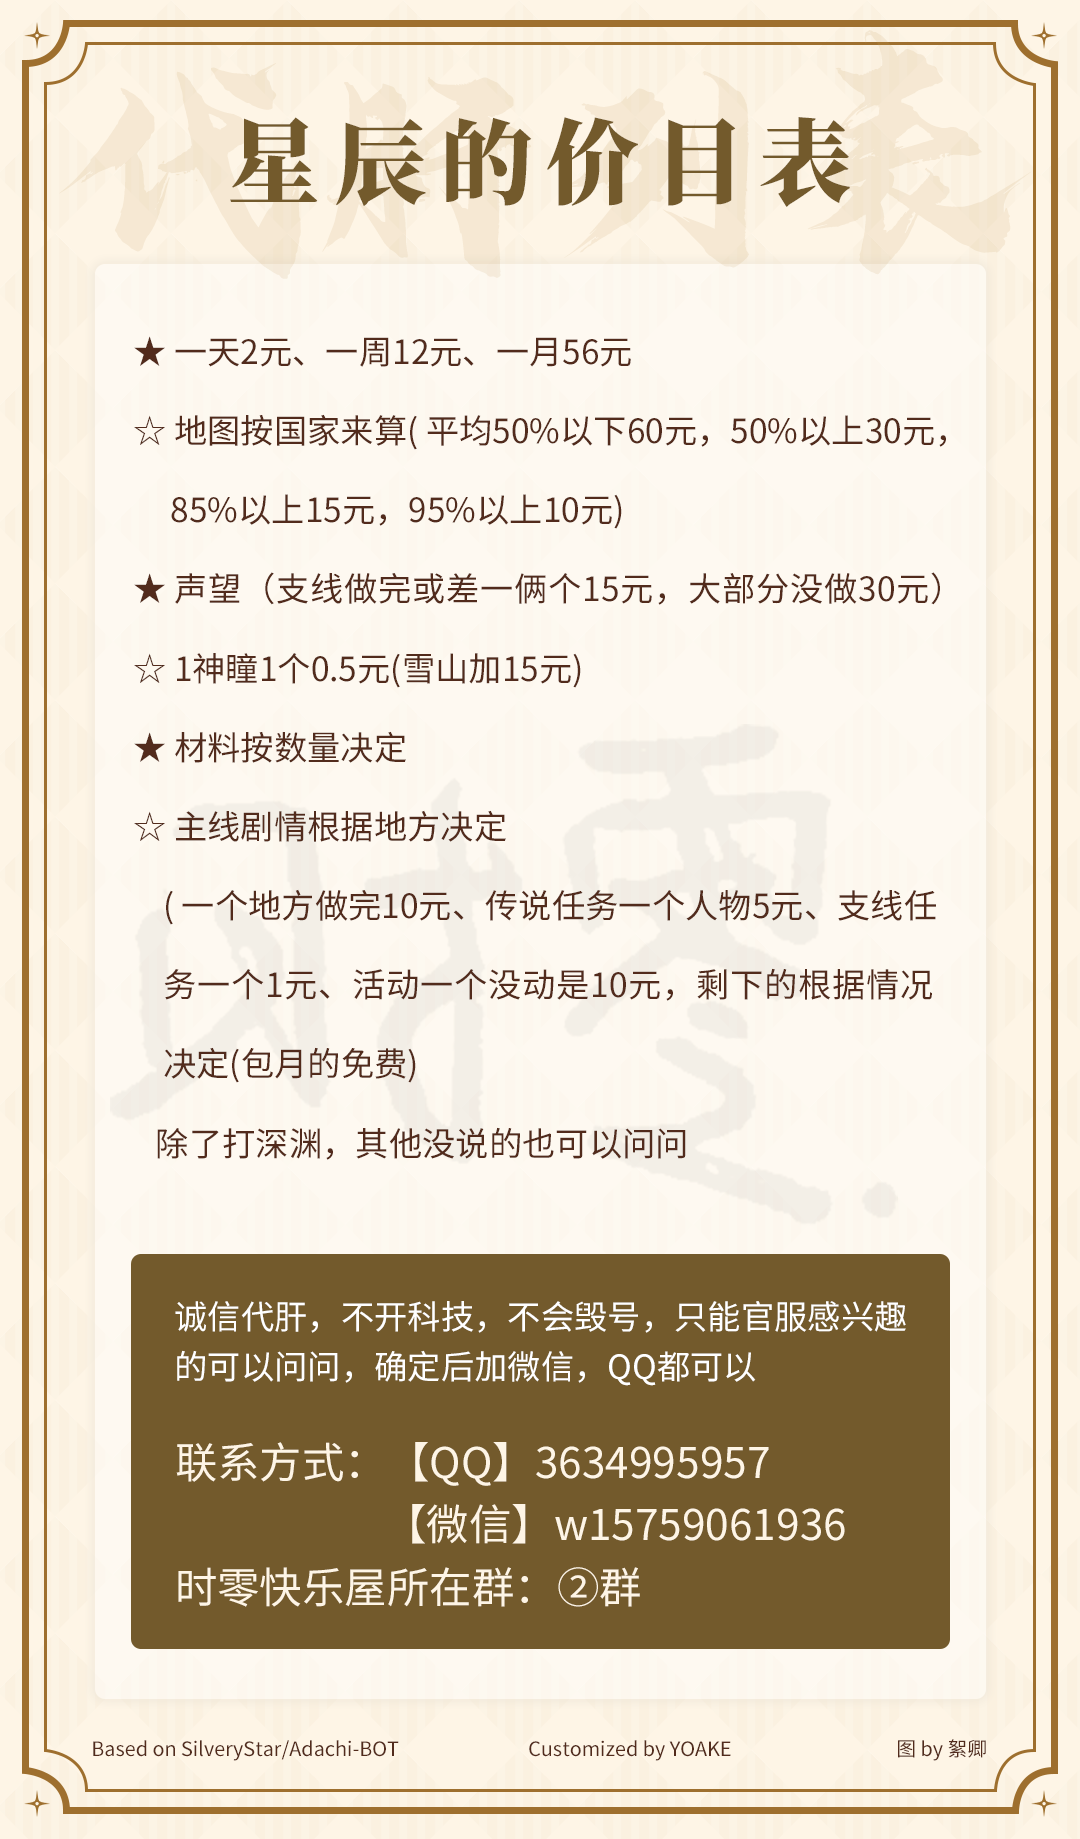 代肝列表
星辰的价目表
★ 一天2元、一周12元、一月56元
☆ 地图按国家来算( 平均50%以下60元，50%以上30元，
85%以上15元，95%以上10元)
★ 声望（支线做完或差一俩个15元，大部分没做30元）
☆ 1神瞳1个0.5元(雪山加15元)
★ 材料按数量决定
☆ 主线剧情根据地方决定
( 一个地方做完10元、传说任务一个人物5元、支线任
务一个1元、活动一个没动是10元，剩下的根据情况
决定(包月的免费)
除了打深渊，其他没说的也可以问问
时零.
诚信代肝，不开科技，不会毁号，只能官服感兴趣
的可以问问，确定后加微信，QQ都可以
联系方式：【QQ】3634995957
【微信】w15759061936
时零快乐屋所在群：②群
Based on SilveryStar/Adachi-BOT
Customized by YOAKE
图 by 絮卿